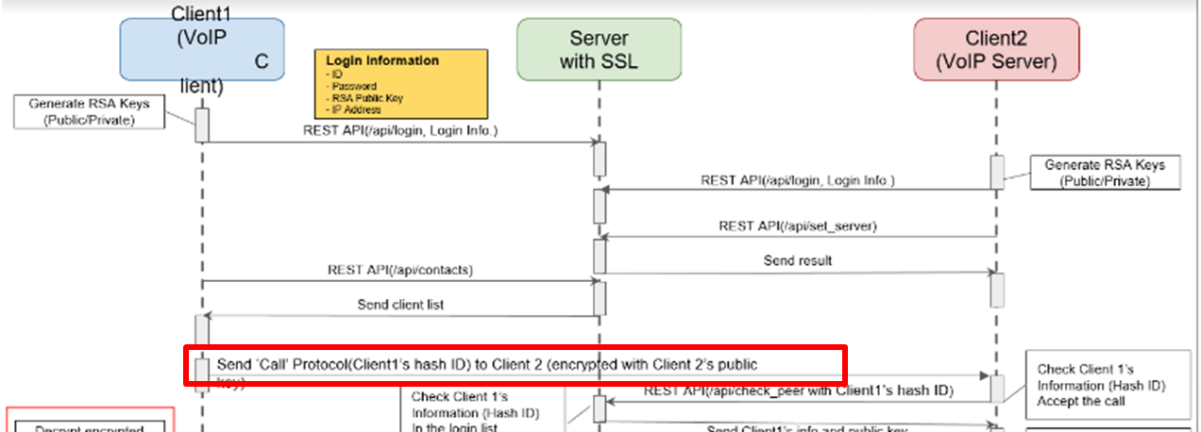 Client1
(VoIP
C
lient)
Server
with SSL
Client2
(VoIP Server)
Login Information
- ID
- Password
- RSA Public Key
- IP Address
Generate RSA Keys
(Public/Private)
REST API(/api/login, Login Info.)
Generate RSA Keys
(Public/Private)
REST API(/api/login, Login Info.)
REST API(/api/set_server)
Send result
REST API(/api/contacts)
Send client list
Send 'Call' Protocol(Client1's hash ID) to Client 2 (encrypted with Client 2's public
key)
REST API(/api/check_peer with Client1's hash ID)
Check Client 1's
Information (Hash ID)
Accept the call
Check Client 1's
Information (Hash ID)
In the login list
Send Client1's info and public key
Decrypt encrypted